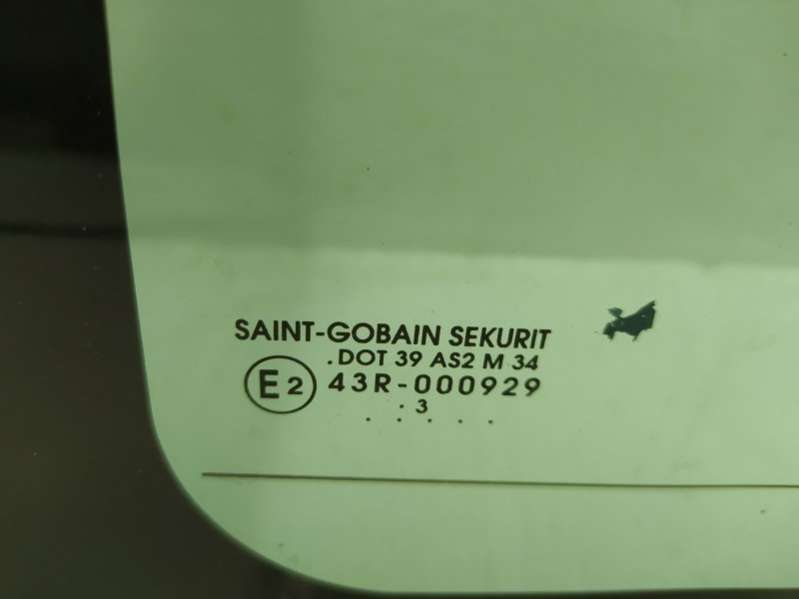 SAINT-GOBAIN SEKURIT
.DOT 39 AS2 M 34
E2 43R-000929
. 3
. . : . . .